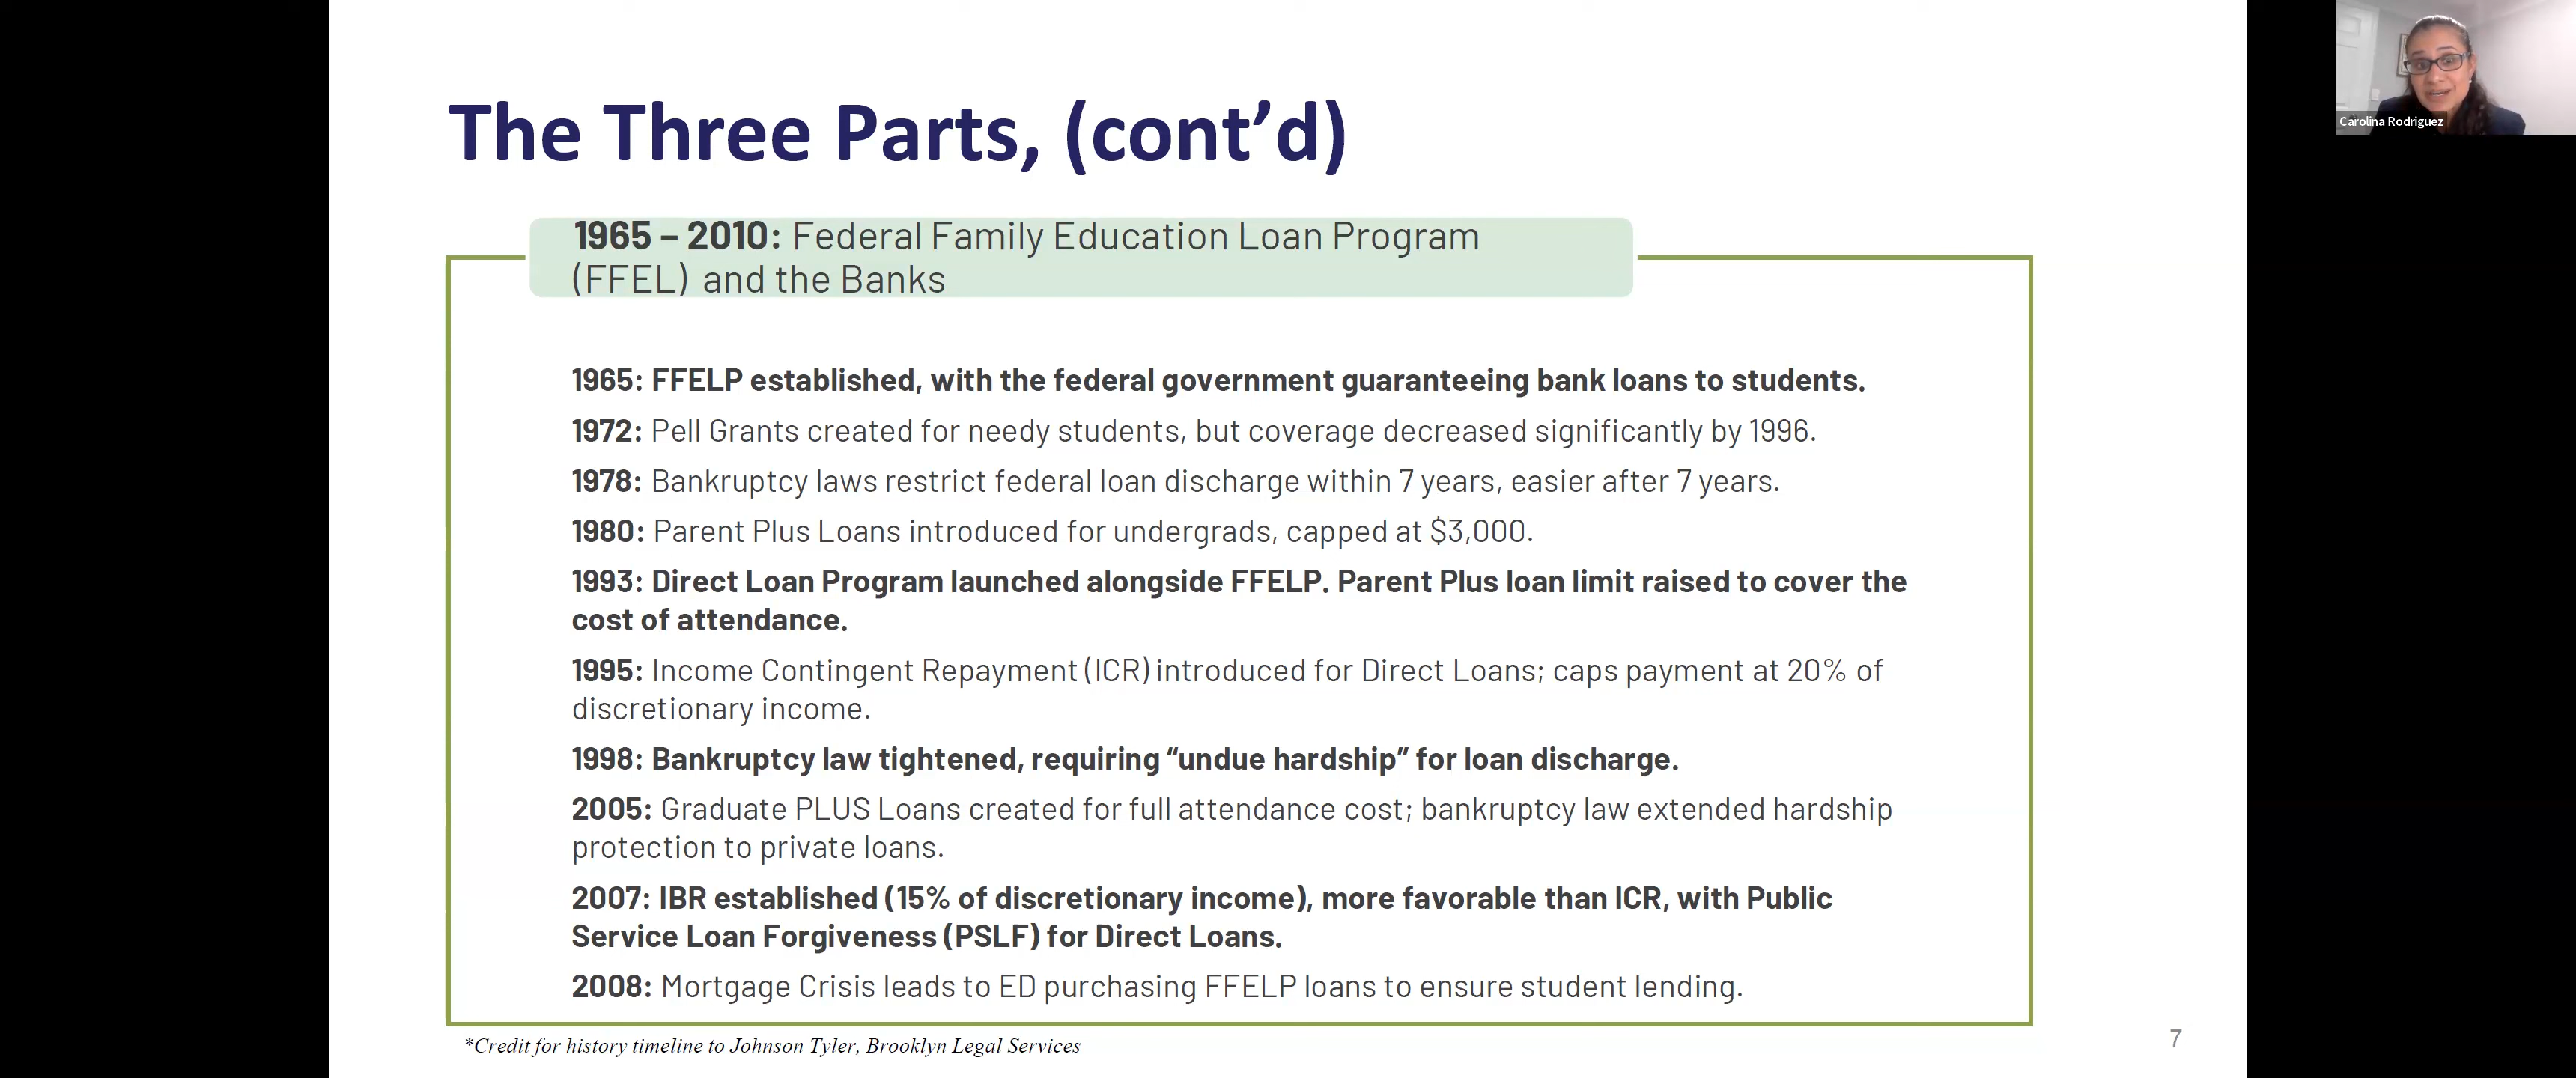 The Three Parts, (cont’d)
Carolina Rodriguez
1965 – 2010: Federal Family Education Loan Program
(FFEL) and the Banks
1965: FFELP established, with the federal government guaranteeing bank loans to students.
1972: Pell Grants created for needy students, but coverage decreased significantly by 1996.
1978: Bankruptcy laws restrict federal loan discharge within 7 years, easier after 7 years.
1980: Parent Plus Loans introduced for undergrads, capped at $3,000.
1993: Direct Loan Program launched alongside FFELP. Parent Plus loan limit raised to cover the
cost of attendance.
1995: Income Contingent Repayment (ICR) introduced for Direct Loans; caps payment at 20% of
discretionary income.
1998: Bankruptcy law tightened, requiring “undue hardship” for loan discharge.
2005: Graduate PLUS Loans created for full attendance cost; bankruptcy law extended hardship
protection to private loans.
2007: IBR established (15% of discretionary income), more favorable than ICR, with Public
Service Loan Forgiveness (PSLF) for Direct Loans.
2008: Mortgage Crisis leads to ED purchasing FFELP loans to ensure student lending.
*Credit for history timeline to Johnson Tyler, Brooklyn Legal Services
7